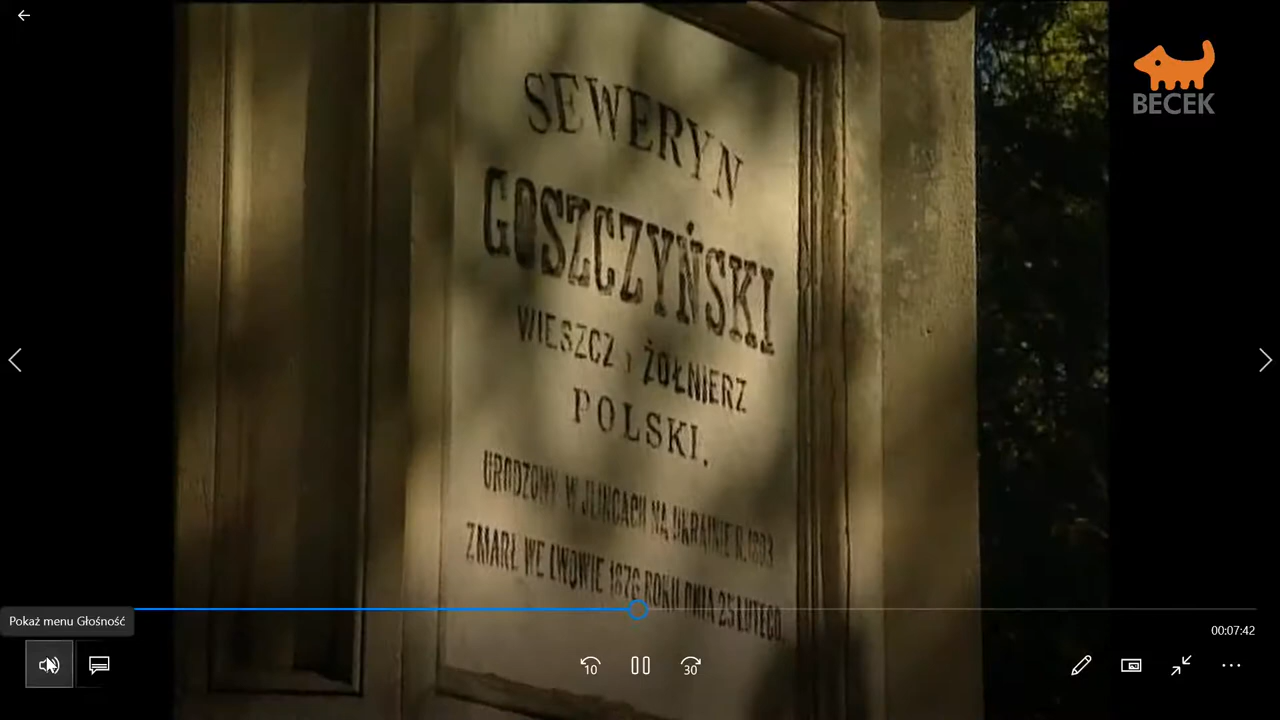 BECEK
SEWERYN
GOSZCZYŃSKI
WIESZCZ I ŻOŁNIERZ
POLSKI.
URODZONY W JLINCACH NA UKRAINIE R. 1803
ZMARŁ WE LWOWIE 1876 ROKU DNIA 25 LUTEGO.
Pokaż menu Głośność
00:07:42
10
30